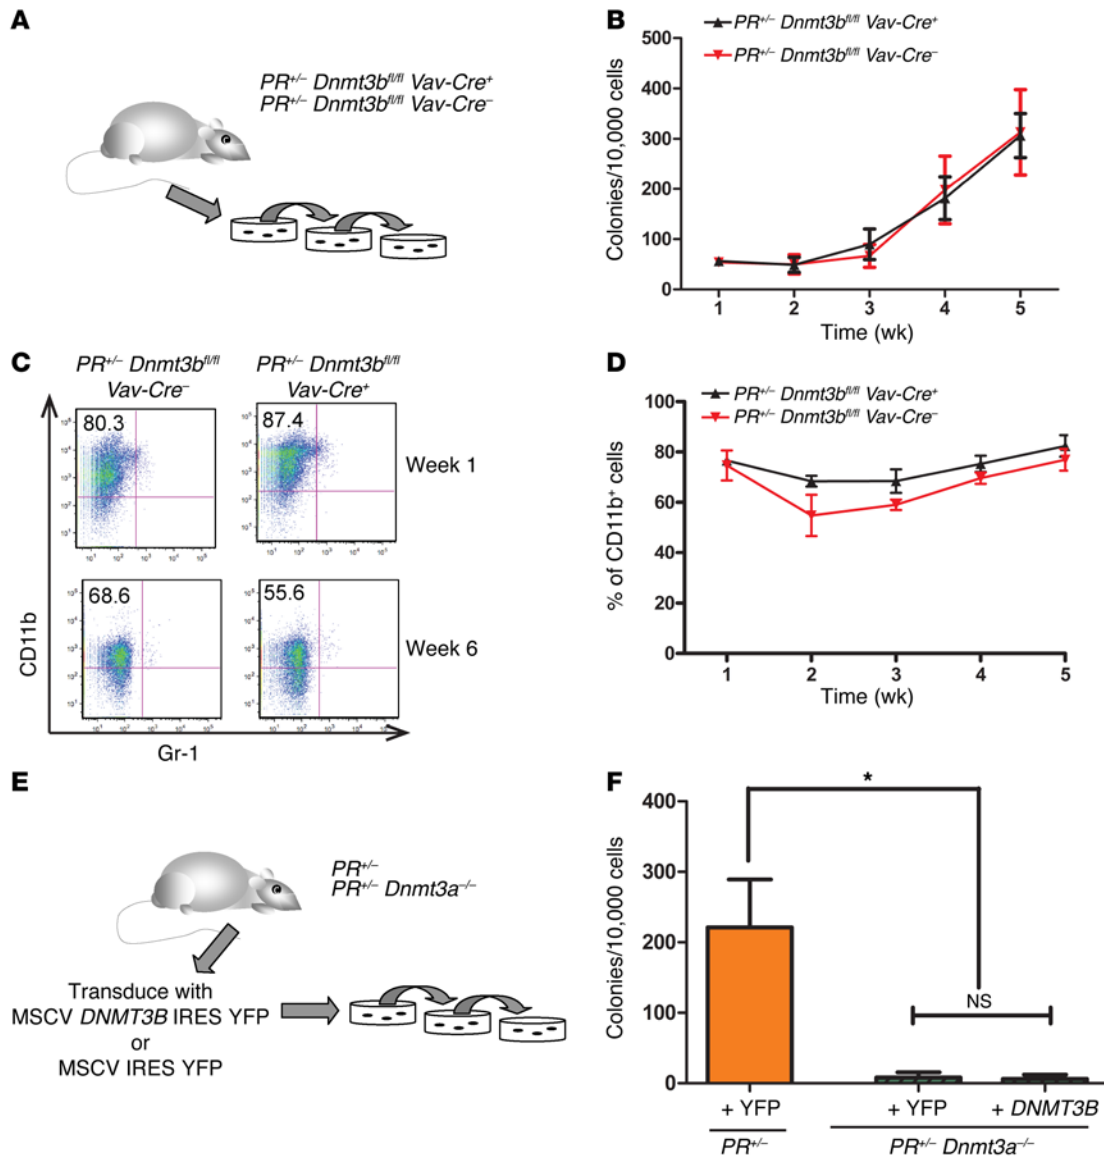 A
PR+/– Dnmt3bfl/fl Vav-Cre+
PR+/– Dnmt3bfl/fl Vav-Cre–
B
PR+/– Dnmt3bfl/fl Vav-Cre+
PR+/– Dnmt3bfl/fl Vav-Cre–
Colonies/10,000 cells
500
400
300
200
100
0
1 2 3 4 5
Time (wk)
C
PR+/– Dnmt3bfl/fl
Vav-Cre–
PR+/– Dnmt3bfl/fl
Vav-Cre+
80.3
87.4
Week 1
68.6
55.6
Week 6
CD11b
Gr-1
D
PR+/– Dnmt3bfl/fl Vav-Cre+
PR+/– Dnmt3bfl/fl Vav-Cre–
% of CD11b+ cells
100
80
60
40
20
0
1 2 3 4 5
Time (wk)
E
PR+/–
PR+/– Dnmt3a–/–
Transduce with
MSCV DNMT3B IRES YFP
or
MSCV IRES YFP
F
*
Colonies/10,000 cells
400
300
200
100
0
NS
+ YFP + YFP + DNMT3B
PR+/– PR+/– Dnmt3a–/–